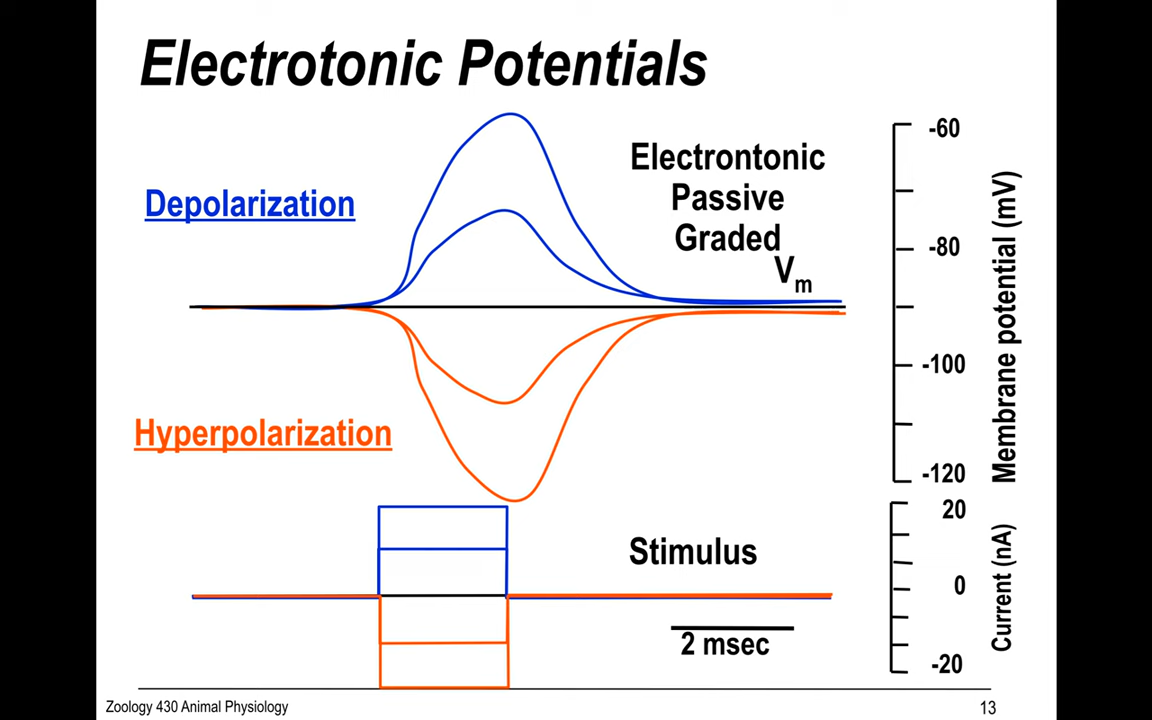 Electrotonic Potentials
Depolarization
Electrontonic
Passive
Graded
Vm
Hyperpolarization
-60
-80
-100
-120
Membrane potential (mV)
Stimulus
2 msec
20
0
-20
Current (nA)
Zoology 430 Animal Physiology
13